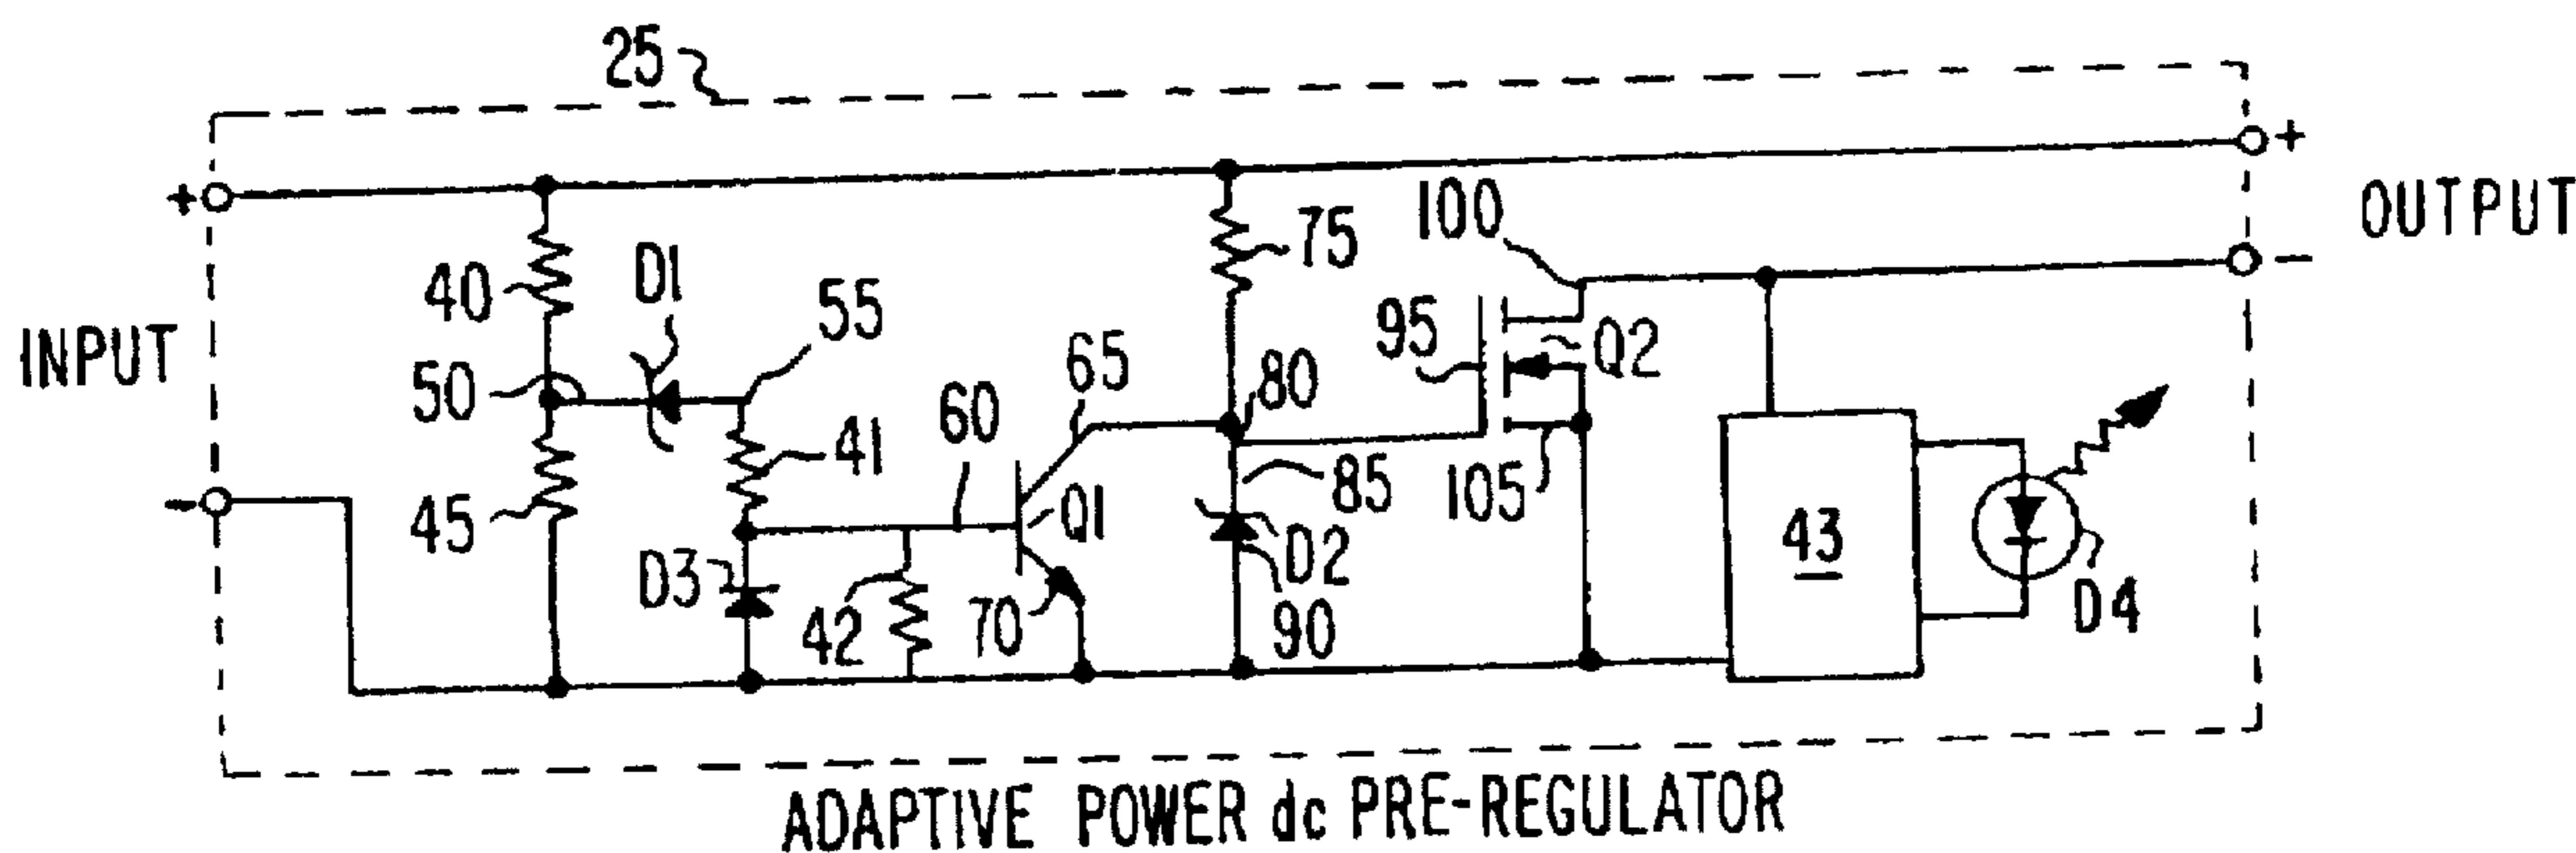 25
+
+
100
75
OUTPUT
D1
40
55
95
-
INPUT
65
Q2
50
80
60
41
85
105
45
-
Q1
D2
43
D3
42
70
90
D4
ADAPTIVE POWER dc PRE-REGULATOR